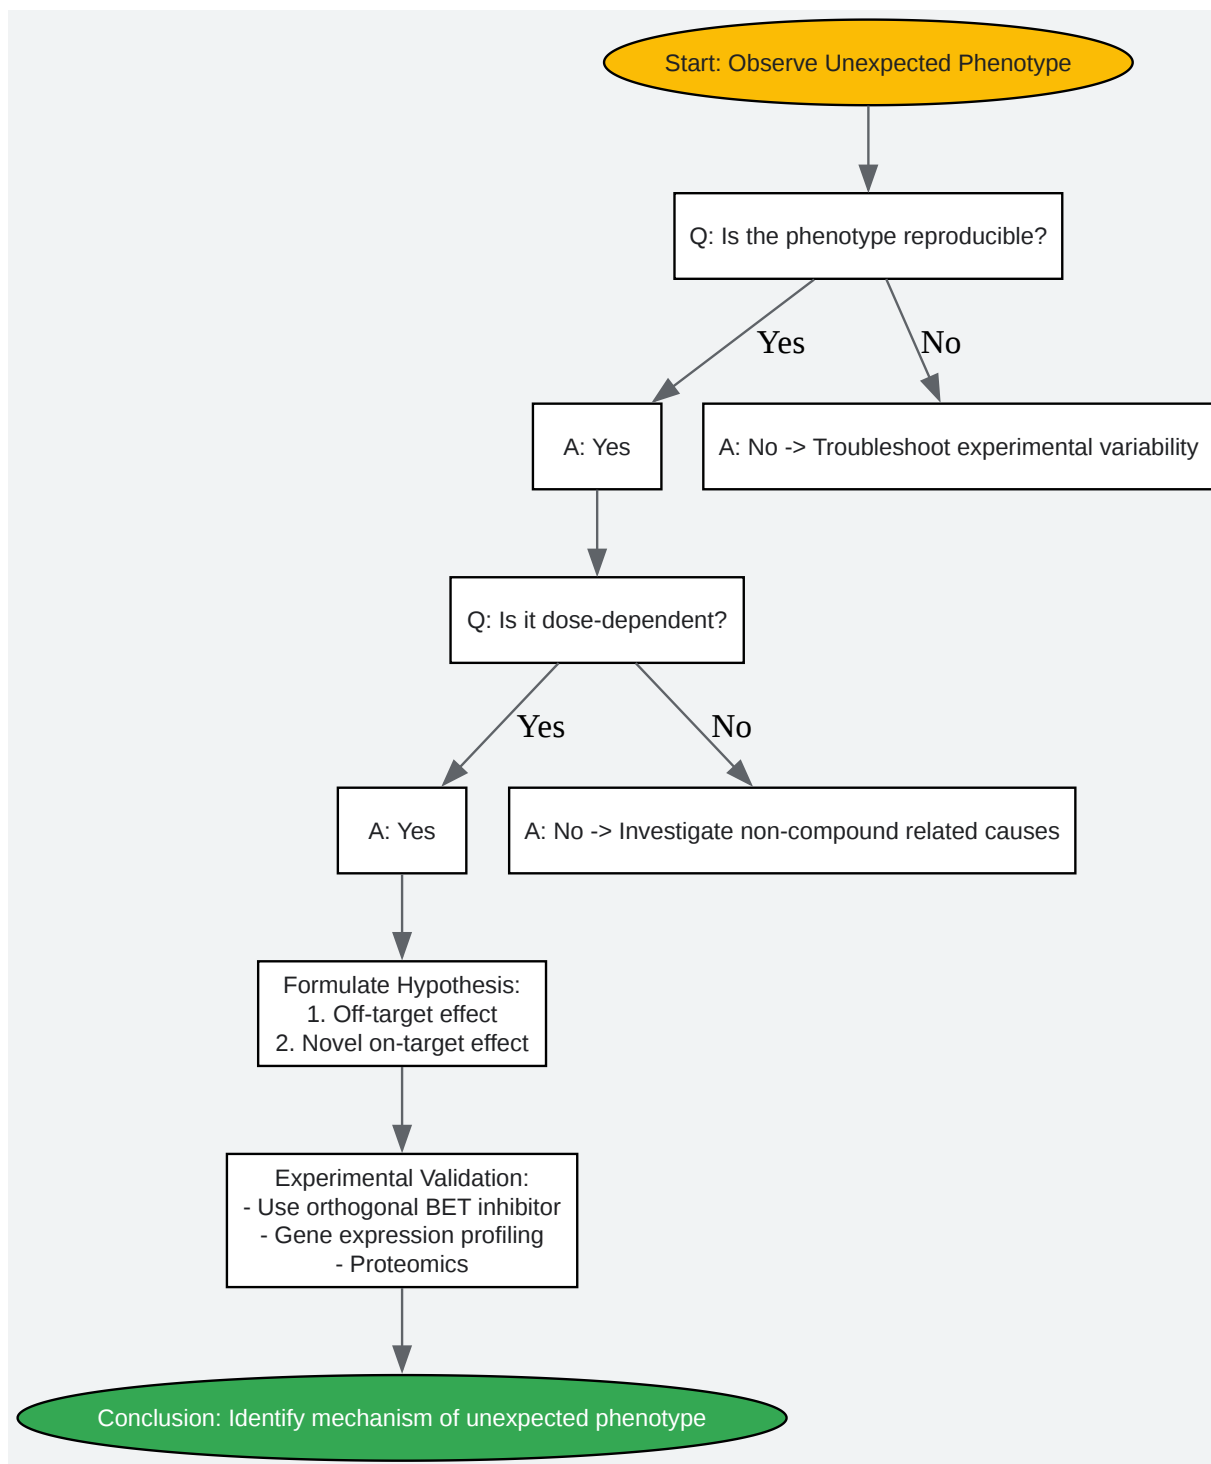 Start: Observe Unexpected Phenotype
Q: Is the phenotype reproducible?
Yes
No
A: Yes
A: No -> Troubleshoot experimental variability
Q: Is it dose-dependent?
Yes
No
A: Yes
A: No -> Investigate non-compound related causes
Formulate Hypothesis:
1. Off-target effect
2. Novel on-target effect
Experimental Validation:
- Use orthogonal BET inhibitor
- Gene expression profiling
- Proteomics
Conclusion: Identify mechanism of unexpected phenotype